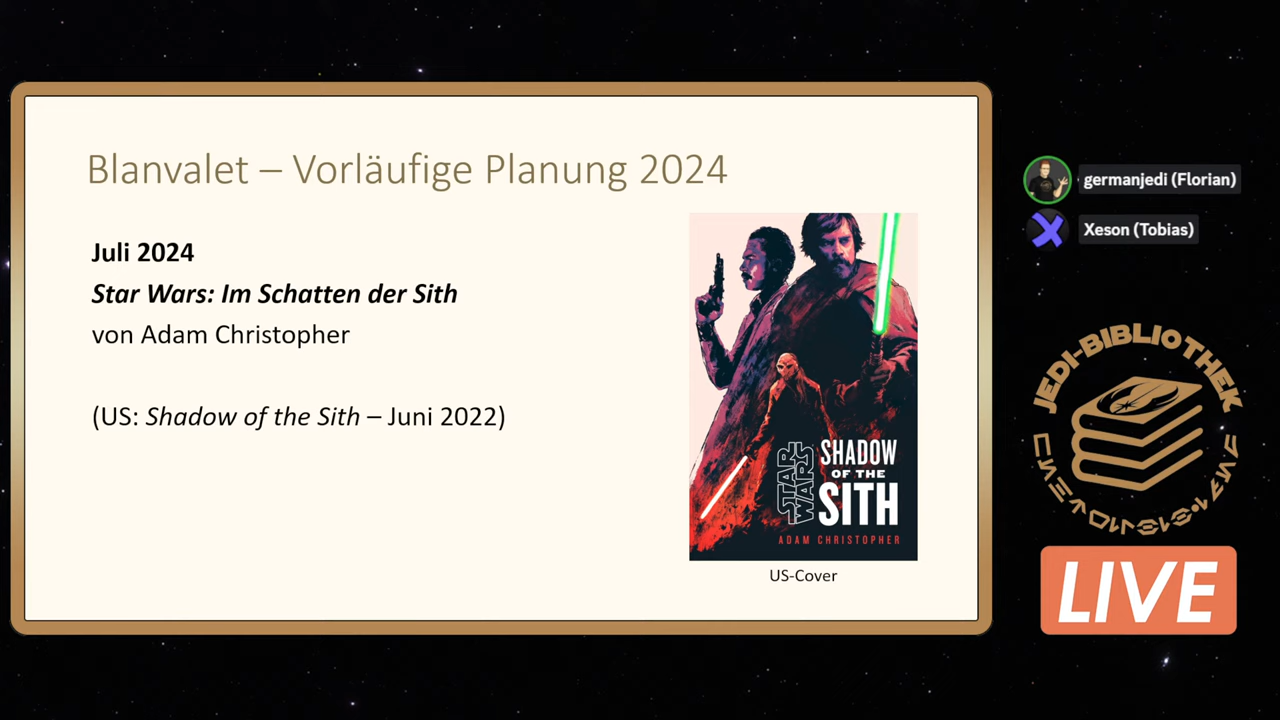 Blanvalet – Vorläufige Planung 2024
Juli 2024
Star Wars: Im Schatten der Sith
von Adam Christopher
(US: Shadow of the Sith – Juni 2022)
STAR
WARS
SHADOW
OF THE
SITH
ADAM CHRISTOPHER
US-Cover
germanjedi (Florian)
Xeson (Tobias)
JEDI-BIBLIOTHEK
LIVE